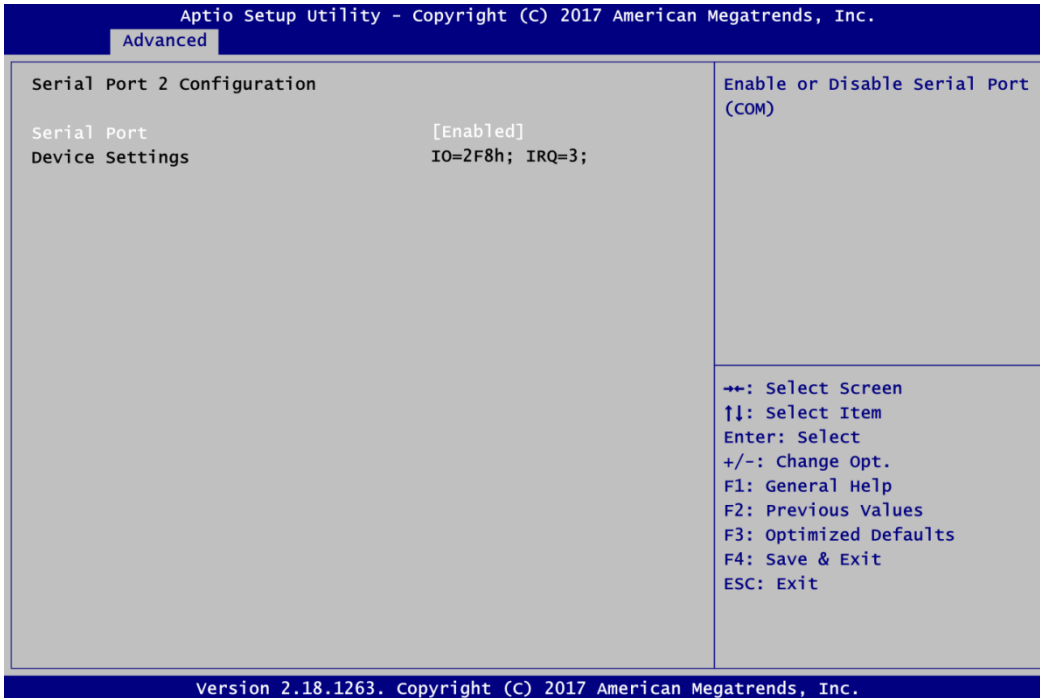 Aptio Setup Utility - Copyright (C) 2017 American Megatrends, Inc.
Advanced
Serial Port 2 Configuration
Serial Port [Enabled]
Device Settings IO=2F8h; IRQ=3;
Enable or Disable Serial Port
(COM)
→←: Select Screen
↑↓: Select Item
Enter: Select
+/-: Change Opt.
F1: General Help
F2: Previous Values
F3: Optimized Defaults
F4: Save & Exit
ESC: Exit
Version 2.18.1263. Copyright (C) 2017 American Megatrends, Inc.